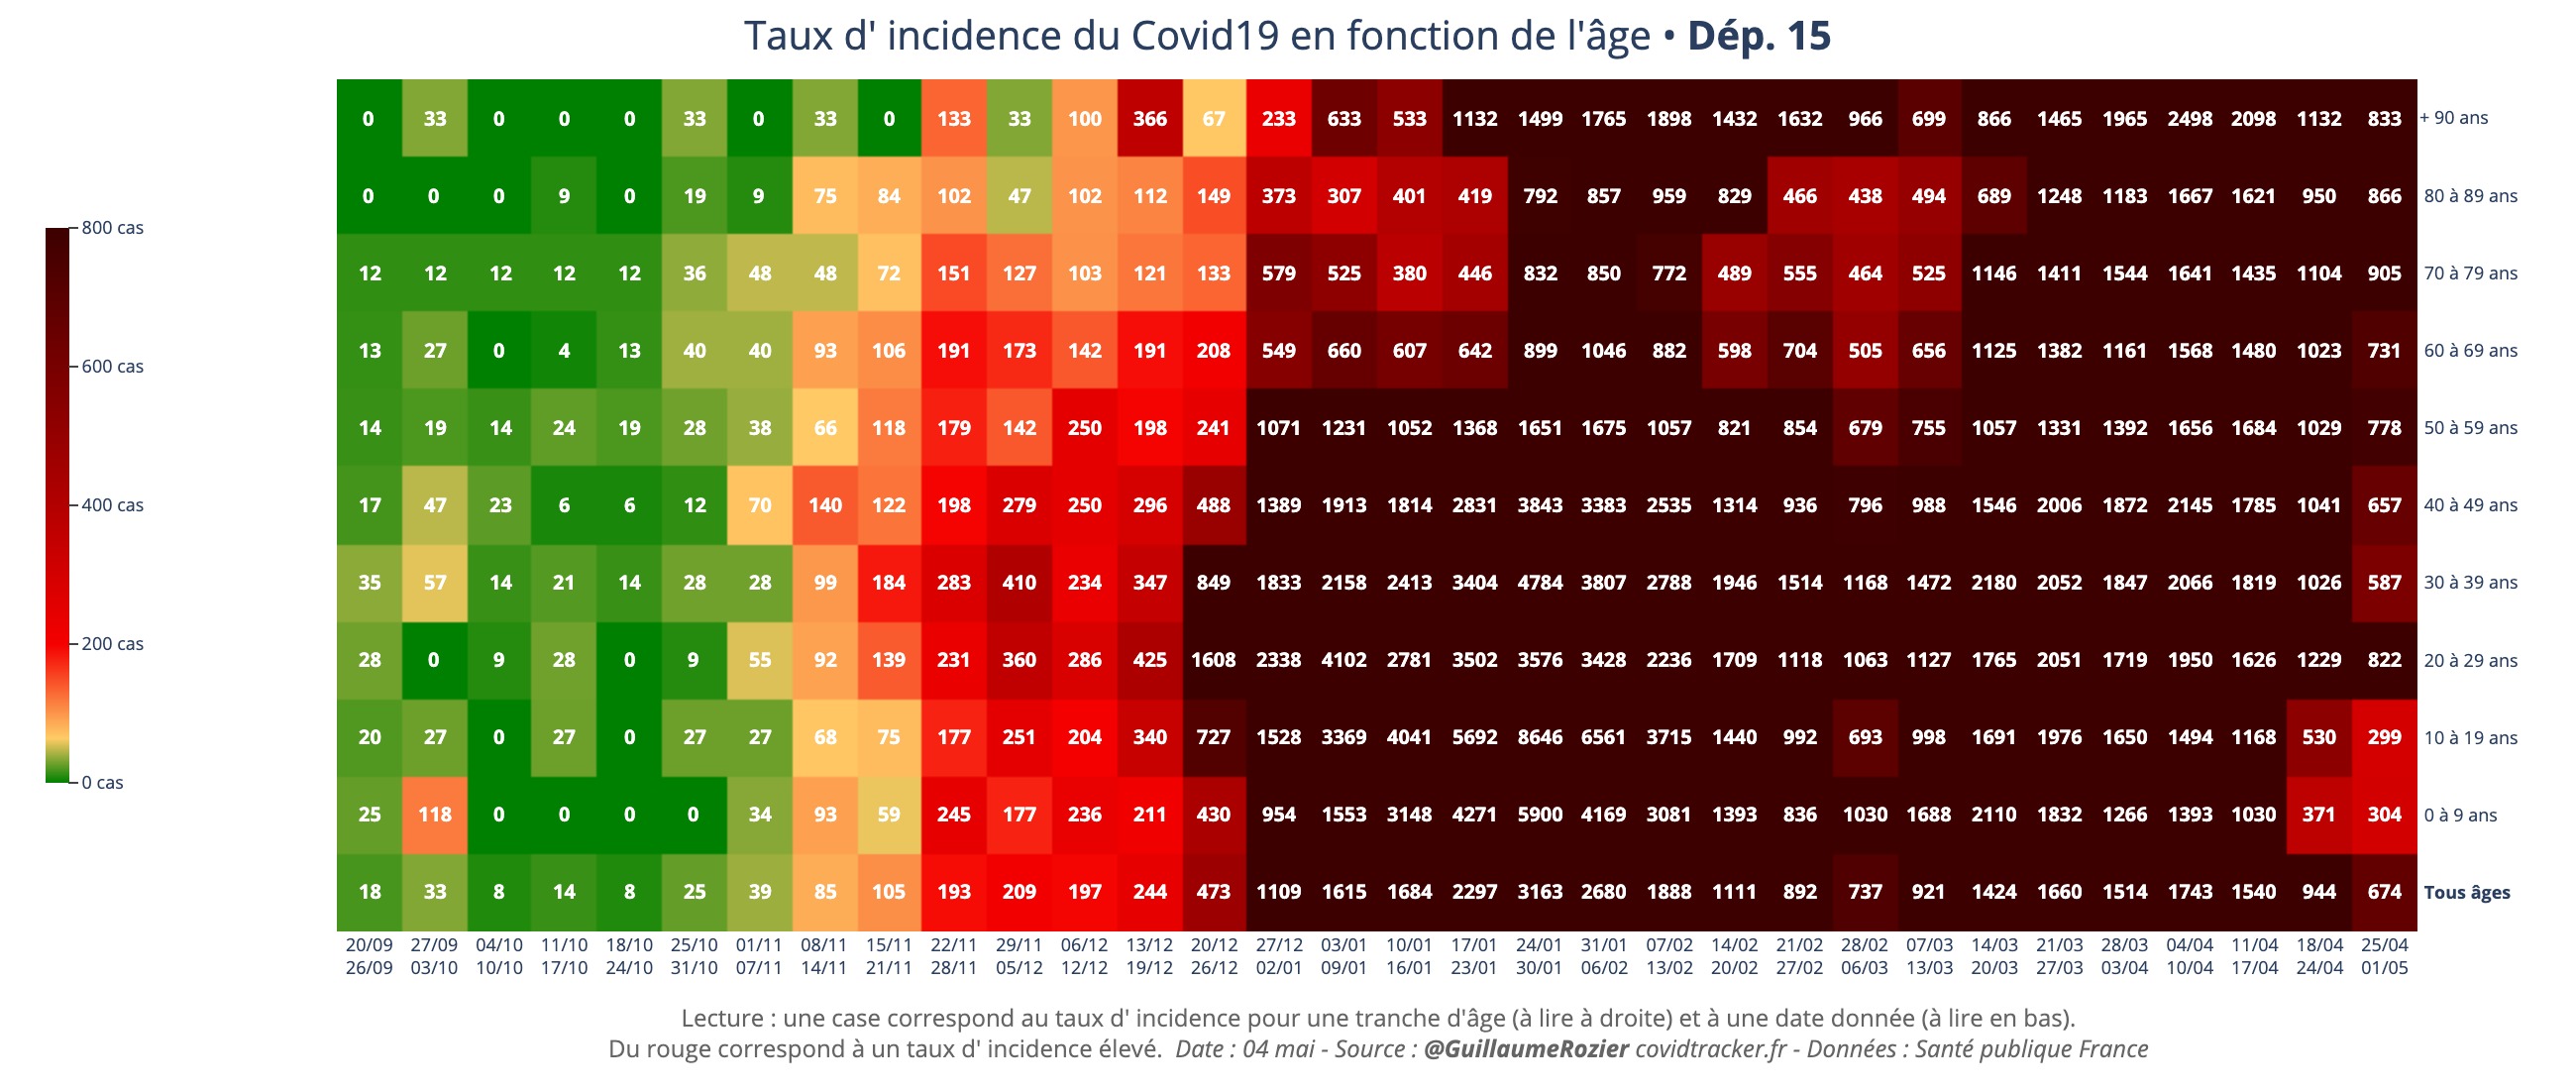 Taux d' incidence du Covid19 en fonction de l'âge • Dép. 15
0 33 0 0 0 33 0 33 0 133 33 100 366 67 233 633 533 1132 1499 1765 1898 1432 1632 966 699 866 1465 1965 2498 2098 1132 833 + 90 ans
0 0 0 9 0 19 9 75 84 102 47 102 112 149 373 307 401 419 792 857 959 829 466 438 494 689 1248 1183 1667 1621 950 866 80 à 89 ans
800 cas
12 12 12 12 12 36 48 48 72 151 127 103 121 133 579 525 380 446 832 850 772 489 555 464 525 1146 1411 1544 1641 1435 1104 905 70 à 79 ans
13 27 0 4 13 40 40 93 106 191 173 142 191 208 549 660 607 642 899 1046 882 598 704 505 656 1125 1382 1161 1568 1480 1023 731 60 à 69 ans
600 cas
14 19 14 24 19 28 38 66 118 179 142 250 198 241 1071 1231 1052 1368 1651 1675 1057 821 854 679 755 1057 1331 1392 1656 1684 1029 778 50 à 59 ans
400 cas
17 47 23 6 6 12 70 140 122 198 279 250 296 488 1389 1913 1814 2831 3843 3383 2535 1314 936 796 988 1546 2006 1872 2145 1785 1041 657 40 à 49 ans
35 57 14 21 14 28 28 99 184 283 410 234 347 849 1833 2158 2413 3404 4784 3807 2788 1946 1514 1168 1472 2180 2052 1847 2066 1819 1026 587 30 à 39 ans
200 cas
28 0 9 28 0 9 55 92 139 231 360 286 425 1608 2338 4102 2781 3502 3576 3428 2236 1709 1118 1063 1127 1765 2051 1719 1950 1626 1229 822 20 à 29 ans
20 27 0 27 0 27 27 68 75 177 251 204 340 727 1528 3369 4041 5692 8646 6561 3715 1440 992 693 998 1691 1976 1650 1494 1168 530 299 10 à 19 ans
0 cas
25 118 0 0 0 0 34 93 59 245 177 236 211 430 954 1553 3148 4271 5900 4169 3081 1393 836 1030 1688 2110 1832 1266 1393 1030 371 304 0 à 9 ans
18 33 8 14 8 25 39 85 105 193 209 197 244 473 1109 1615 1684 2297 3163 2680 1888 1111 892 737 921 1424 1660 1514 1743 1540 944 674 Tous âges
20/09 27/09 04/10 11/10 18/10 25/10 01/11 08/11 15/11 22/11 29/11 06/12 13/12 20/12 27/12 03/01 10/01 17/01 24/01 31/01 07/02 14/02 21/02 28/02 07/03 14/03 21/03 28/03 04/04 11/04 18/04 25/04
26/09 03/10 10/10 17/10 24/10 31/10 07/11 14/11 21/11 28/11 05/12 12/12 19/12 26/12 02/01 09/01 16/01 23/01 30/01 06/02 13/02 20/02 27/02 06/03 13/03 20/03 27/03 03/04 10/04 17/04 24/04 01/05
Lecture : une case correspond au taux d' incidence pour une tranche d'âge (à lire à droite) et à une date donnée (à lire en bas).
Du rouge correspond à un taux d' incidence élevé. Date : 04 mai - Source : @GuillaumeRozier covidtracker.fr - Données : Santé publique France